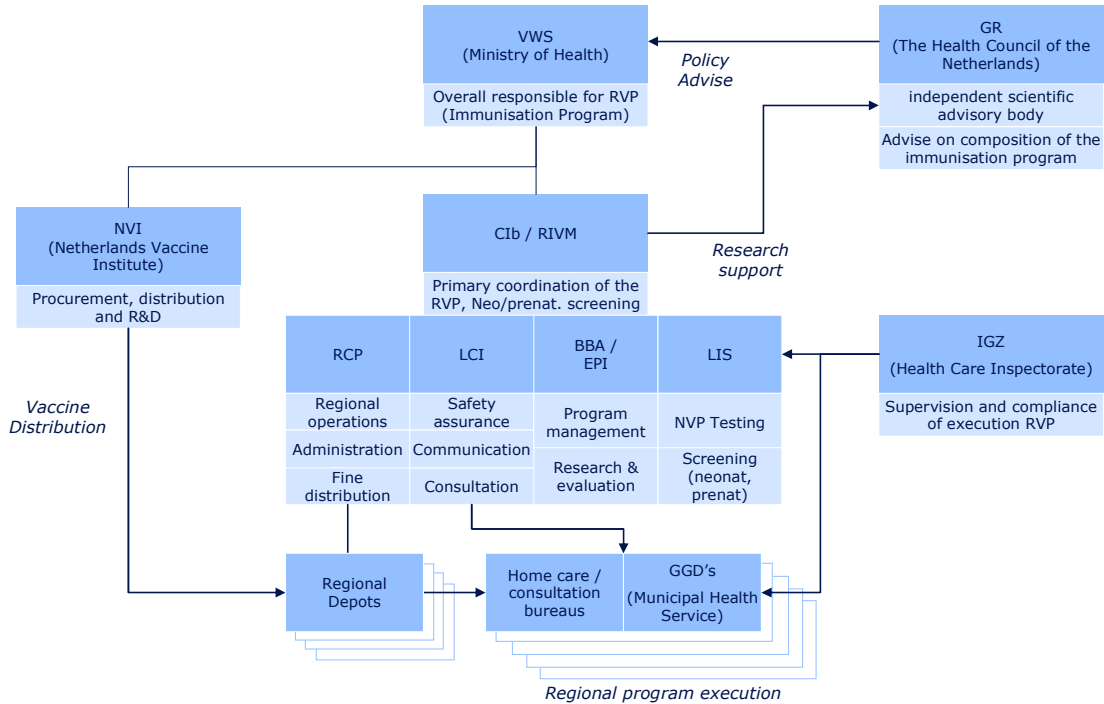 VWS
(Ministry of Health)
Overall responsible for RVP
(Immunisation Program)
Policy
Advise
GR
(The Health Council of the
Netherlands)
independent scientific
advisory body
Advise on composition of the
immunisation program
NVI
(Netherlands Vaccine
Institute)
Procurement, distribution
and R&D
CIb / RIVM
Primary coordination of the
RVP, Neo/prenat. screening
Research
support
RCP
Regional
operations
Administration
Fine
distribution
LCI
Safety
assurance
Communication
Consultation
BBA /
EPI
Program
management
Research &
evaluation
LIS
NVP Testing
Screening
(neonat,
prenat)
IGZ
(Health Care Inspectorate)
Supervision and compliance
of execution RVP
Vaccine
Distribution
Regional
Depots
Home care /
consultation
bureaus
GGD's
(Municipal Health
Service)
Regional program execution